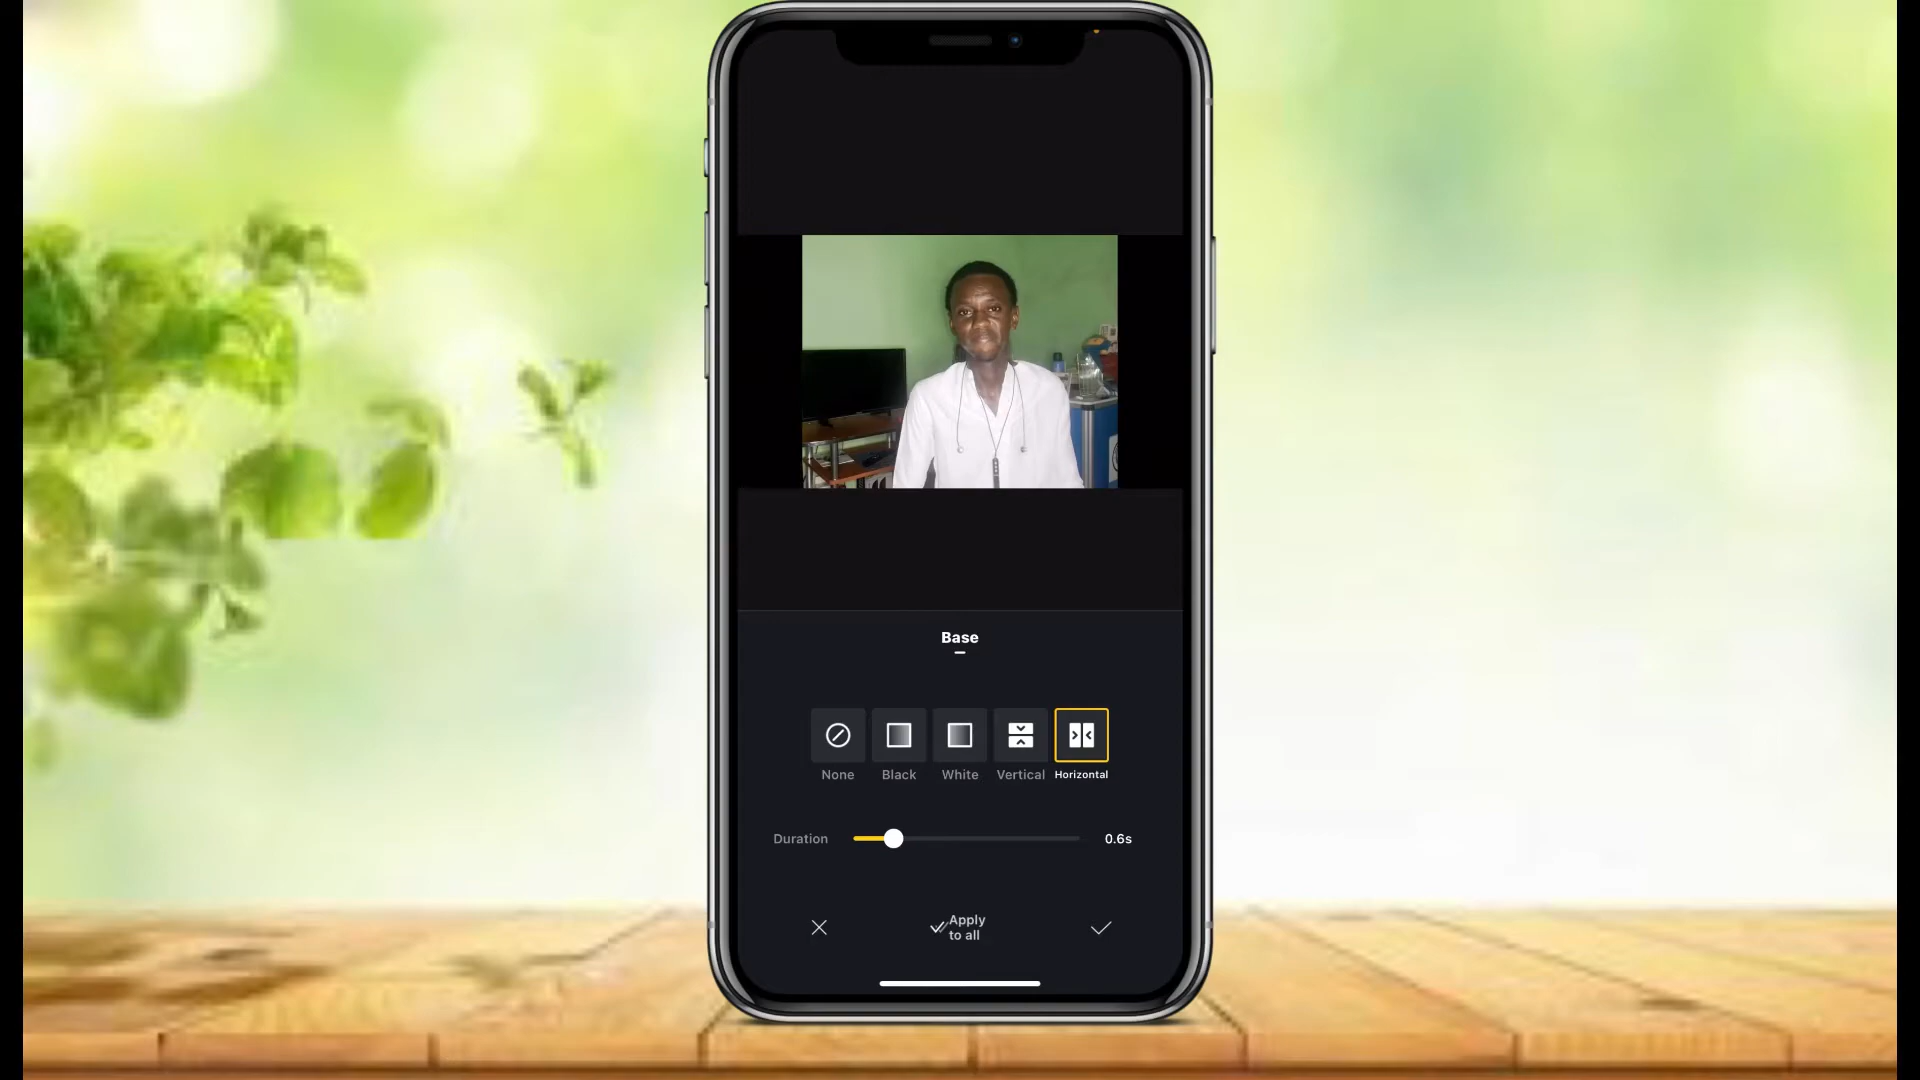 Base
None
Black
White
Vertical
Horizontal
Duration
0.6s
Apply
to all